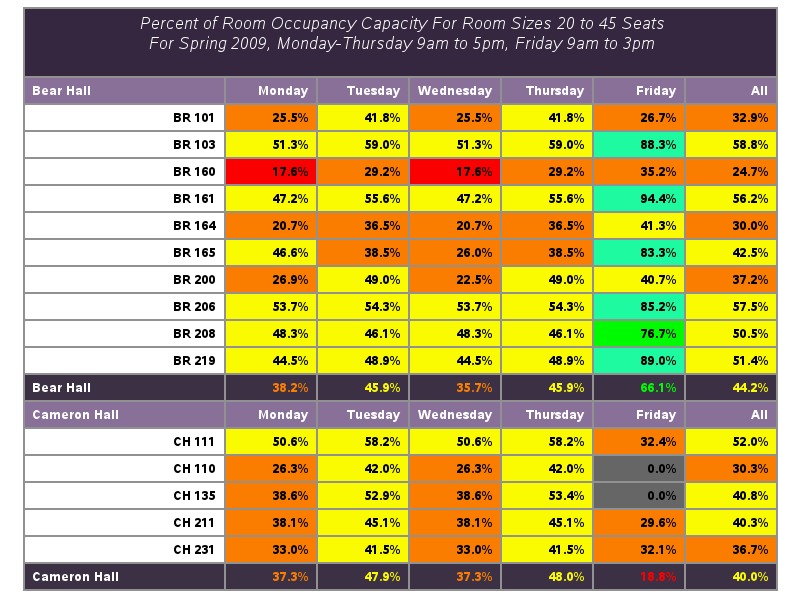 Percent of Room Occupancy Capacity For Room Sizes 20 to 45 Seats
For Spring 2009, Monday-Thursday 9am to 5pm, Friday 9am to 3pm
Bear Hall Monday Tuesday Wednesday Thursday Friday All
BR 101 25.5% 41.8% 25.5% 41.8% 26.7% 32.9%
BR 103 51.3% 59.0% 51.3% 59.0% 88.3% 58.8%
BR 160 17.6% 29.2% 17.6% 29.2% 35.2% 24.7%
BR 161 47.2% 55.6% 47.2% 55.6% 94.4% 56.2%
BR 164 20.7% 36.5% 20.7% 36.5% 41.3% 30.0%
BR 165 46.6% 38.5% 26.0% 38.5% 83.3% 42.5%
BR 200 26.9% 49.0% 22.5% 49.0% 40.7% 37.2%
BR 206 53.7% 54.3% 53.7% 54.3% 85.2% 57.5%
BR 208 48.3% 46.1% 48.3% 46.1% 76.7% 50.5%
BR 219 44.5% 48.9% 44.5% 48.9% 89.0% 51.4%
Bear Hall 38.2% 45.9% 35.7% 45.9% 66.1% 44.2%
Cameron Hall Monday Tuesday Wednesday Thursday Friday All
CH 111 50.6% 58.2% 50.6% 58.2% 32.4% 52.0%
CH 110 26.3% 42.0% 26.3% 42.0% 0.0% 30.3%
CH 135 38.6% 52.9% 38.6% 53.4% 0.0% 40.8%
CH 211 38.1% 45.1% 38.1% 45.1% 29.6% 40.3%
CH 231 33.0% 41.5% 33.0% 41.5% 32.1% 36.7%
Cameron Hall 37.3% 47.9% 37.3% 48.0% 18.8% 40.0%